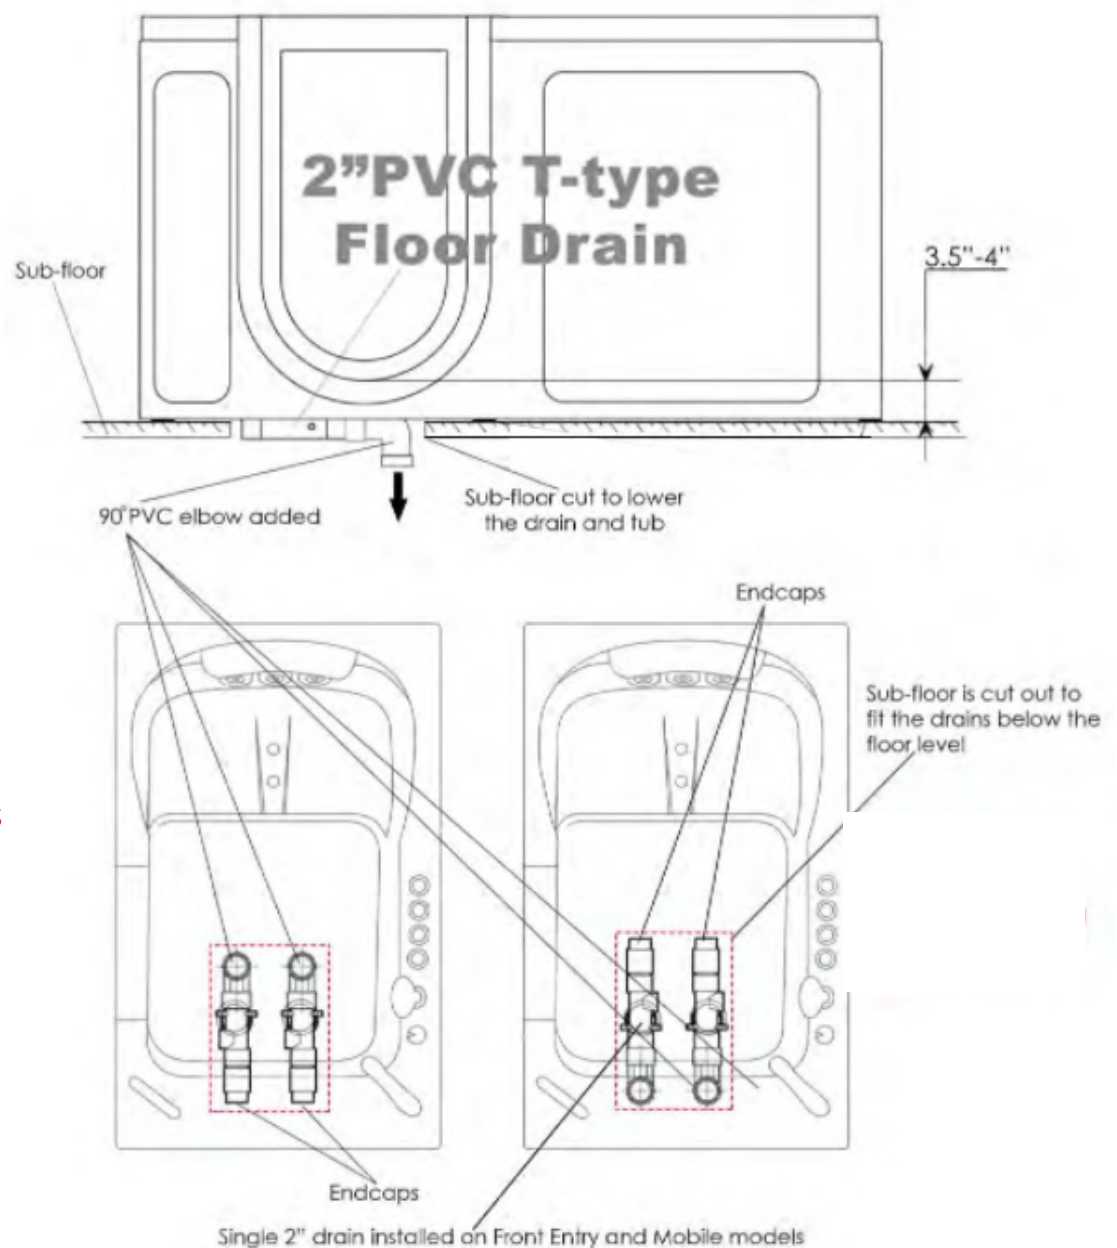 2”PVC T-type
Floor Drain
Sub-floor
3.5"-4"
90°PVC elbow added
Sub-floor cut to lower
the drain and tub
Endcaps
Sub-floor is cut out to
fit the drains below the
floor level
Endcaps
Single 2" drain installed on Front Entry and Mobile models